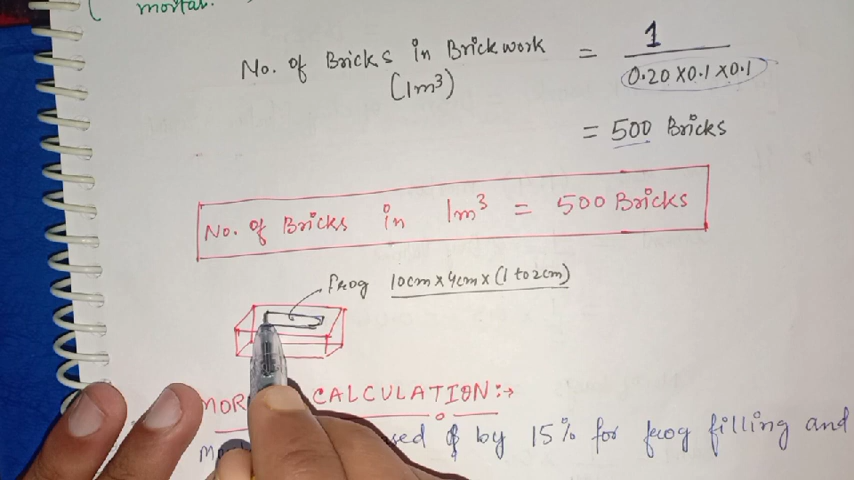 mortar.
No. of Bricks in Brickwork = 1
(1m³) 0.20 X 0.1 X 0.1
= 500 Bricks
No. of Bricks in 1m³ = 500 Bricks
frog 10cm x 4cm x (1 to 2cm)
CALCULATION:→
by 15% for frog filling and